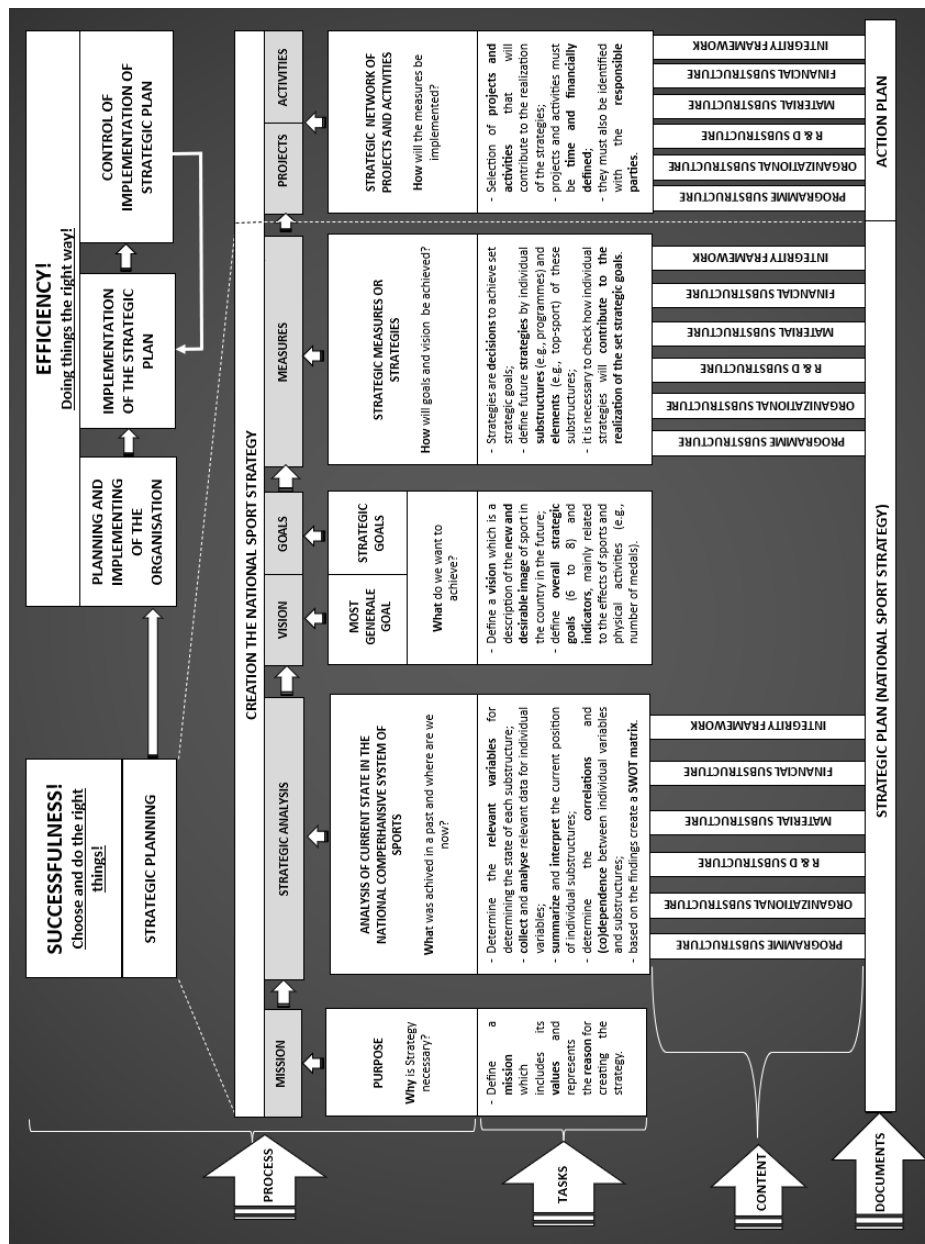 SUCCESSFULNESS!
Choose and do the right
things!
STRATEGIC PLANNING
EFFICIENCY!
Doing things the right way!
PLANNING AND
IMPLEMENTING
OF THE
ORGANISATION
IMPLEMENTATION
OF THE STRATEGIC
PLAN
CONTROL OF
IMPLEMENTATION OF
STRATEGIC PLAN
PROCESS
CREATION THE NATIONAL SPORT STRATEGY
MISSION
STRATEGIC ANALYSIS
VISION
GOALS
MEASURES
PROJECTS
ACTIVITIES
PURPOSE
Why is Strategy
necessary?
ANALYSIS OF CURRENT STATE IN THE
NATIONAL COMPERHANSIVE SYSTEM OF
SPORTS
What was achived in a past and where are we
now?
MOST
GENERALE
GOAL
STRATEGIC
GOALS
What do we want to
achieve?
STRATEGIC MEASURES OR
STRATEGIES
How will goals and vision be achieved?
STRATEGIC NETWORK OF
PROJECTS AND ACTIVITIES
How will the measures be
implemented?
TASKS
- Define a
mission
which
includes its
values and
represents
the reason for
creating the
strategy.
- Determine the relevant variables for
determining the state of each substructure;
- collect and analyse relevant data for individual
variables;
- summarize and interpret the current position
of individual substructures;
- determine the correlations and
(co)dependence between individual variables
and substructures;
- based on the findings create a SWOT matrix.
- Define a vision which is a
description of the new and
desirable image of sport in
the country in the future;
- define overall strategic
goals (6 to 8) and
indicators, mainly related
to the effects of sports and
physical activities (e.g.,
number of medals).
- Strategies are decisions to achieve set
strategic goals;
- define future strategies by individual
substructures (e.g., programmes) and
elements (e.g., top-sport) of these
substructures;
- it is necessary to check how individual
strategies will contribute to the
realization of the set strategic goals.
- Selection of projects and
activities that will
contribute to the realization
of the strategies;
- projects and activities must
be time and financially
defined;
- they must also be identified
with the responsible
parties.
CONTENT
PROGRAMME SUBSTRUCTURE
ORGANIZATIONAL SUBSTRUCTURE
R & D SUBSTRUCTURE
MATERIAL SUBSTRUCTURE
FINANCIAL SUBSTRUCTURE
INTEGRITY FRAMEWORK
PROGRAMME SUBSTRUCTURE
ORGANIZATIONAL SUBSTRUCTURE
R & D SUBSTRUCTURE
MATERIAL SUBSTRUCTURE
FINANCIAL SUBSTRUCTURE
INTEGRITY FRAMEWORK
PROGRAMME SUBSTRUCTURE
ORGANIZATIONAL SUBSTRUCTURE
R & D SUBSTRUCTURE
MATERIAL SUBSTRUCTURE
FINANCIAL SUBSTRUCTURE
INTEGRITY FRAMEWORK
DOCUMENTS
STRATEGIC PLAN (NATIONAL SPORT STRATEGY)
ACTION PLAN